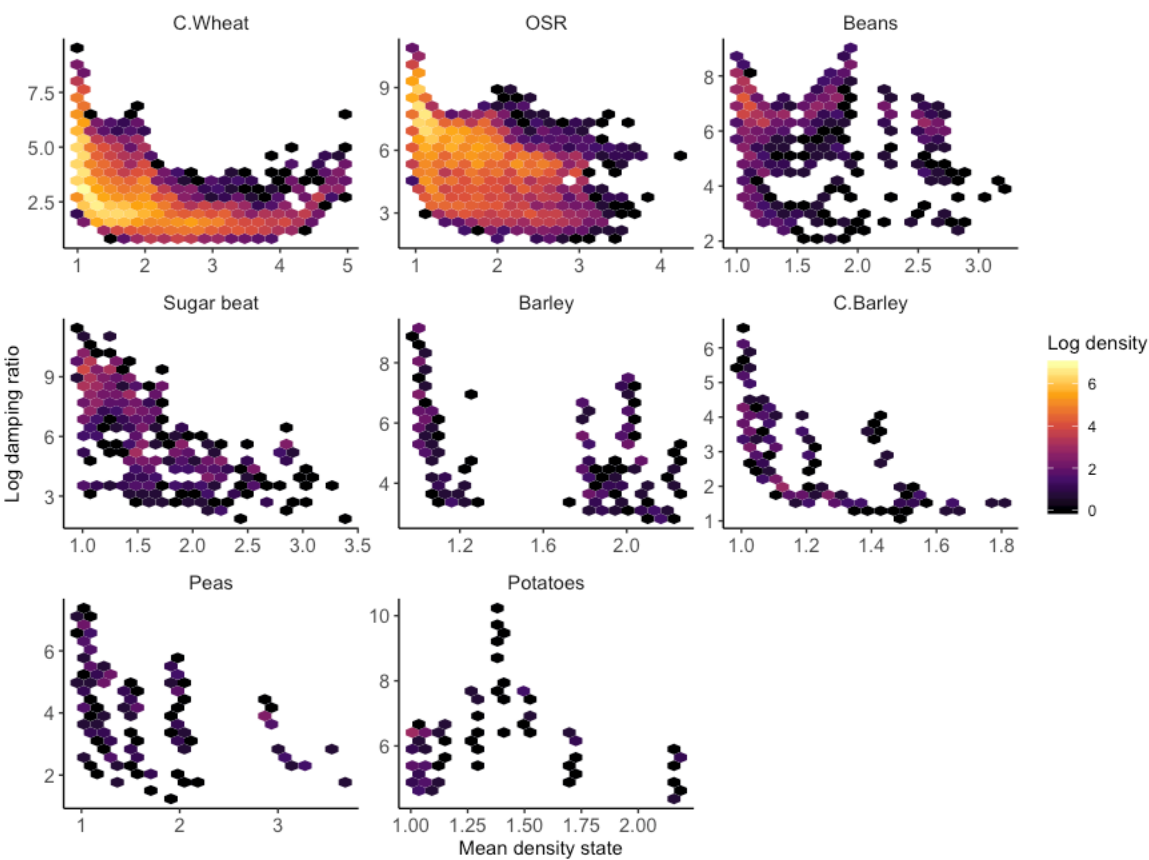 C.Wheat
OSR
Beans
7.5
5.0
2.5
1 2 3 4 5
9
6
3
1 2 3 4
8
6
4
2
1.0 1.5 2.0 2.5 3.0
Sugar beat
Barley
C.Barley
9
6
3
1.0 1.5 2.0 2.5 3.0 3.5
8
6
4
1.2 1.6 2.0
6
5
4
3
2
1
1.0 1.2 1.4 1.6 1.8
Peas
Potatoes
6
4
2
1 2 3
10
8
6
1.00 1.25 1.50 1.75 2.00
Log damping ratio
Mean density state
Log density
6
4
2
0